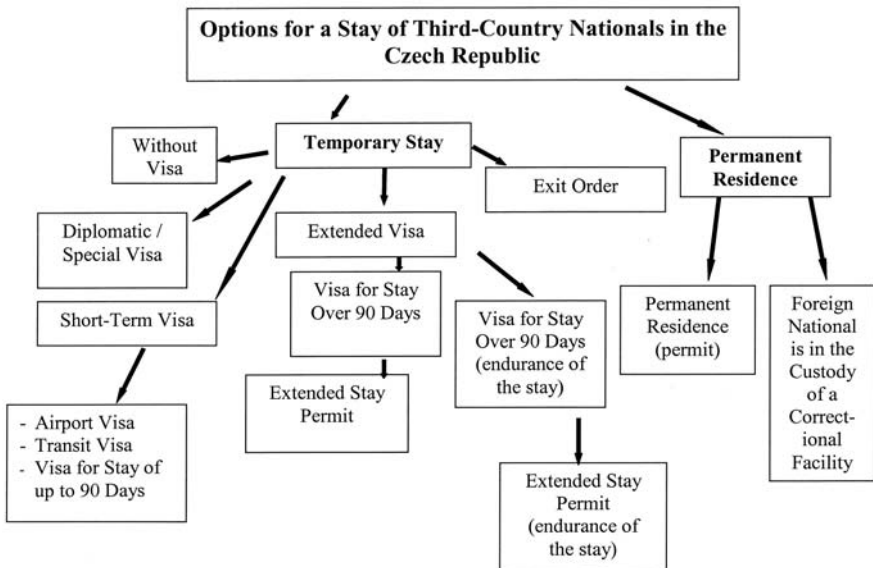 Options for a Stay of Third-Country Nationals in the
Czech Republic
Without
Visa
Temporary Stay
Exit Order
Permanent
Residence
Diplomatic /
Special Visa
Extended Visa
Short-Term Visa
Visa for Stay
Over 90 Days
Visa for Stay
Over 90 Days
(endurance of
the stay)
Permanent
Residence
(permit)
Foreign
National
is in the
Custody
of a
Correct-
ional
Facility
Extended Stay
Permit
- Airport Visa
- Transit Visa
- Visa for Stay of
up to 90 Days
Extended Stay
Permit
(endurance of
the stay)